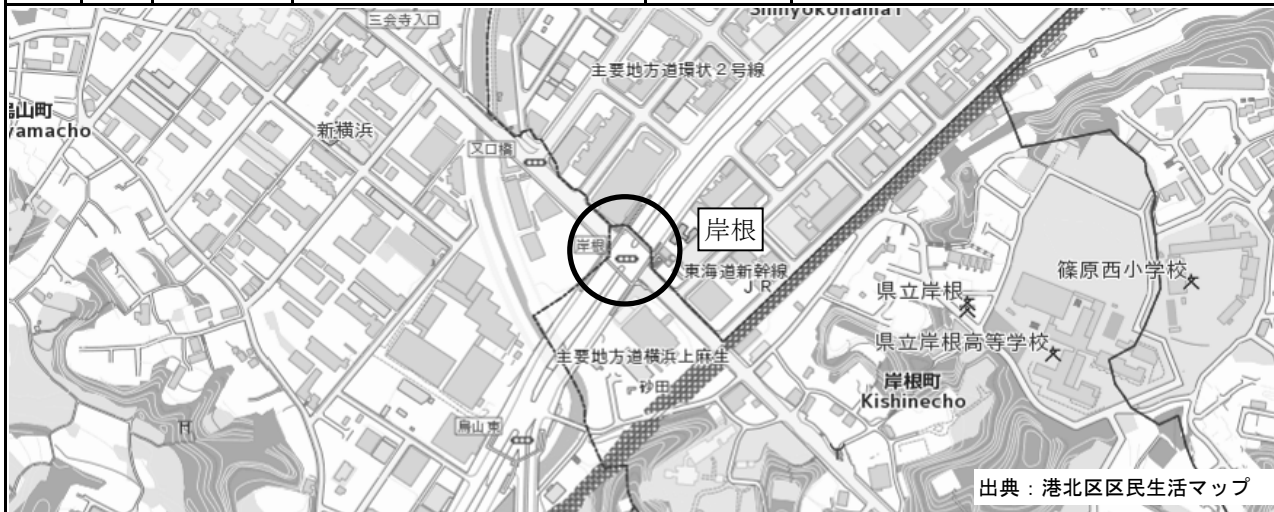 三会寺入口
Shinyokohama1
主要地方道環状2号線
鳥山町
yamacho
新横浜
又口橋
岸根
岸根
東海道新幹線
JR
篠原西小学校
県立岸根
県立岸根高等学校
主要地方道横浜上麻生
砂田
岸根町
Kishinecho
鳥山東
出典：港北区区民生活マップ